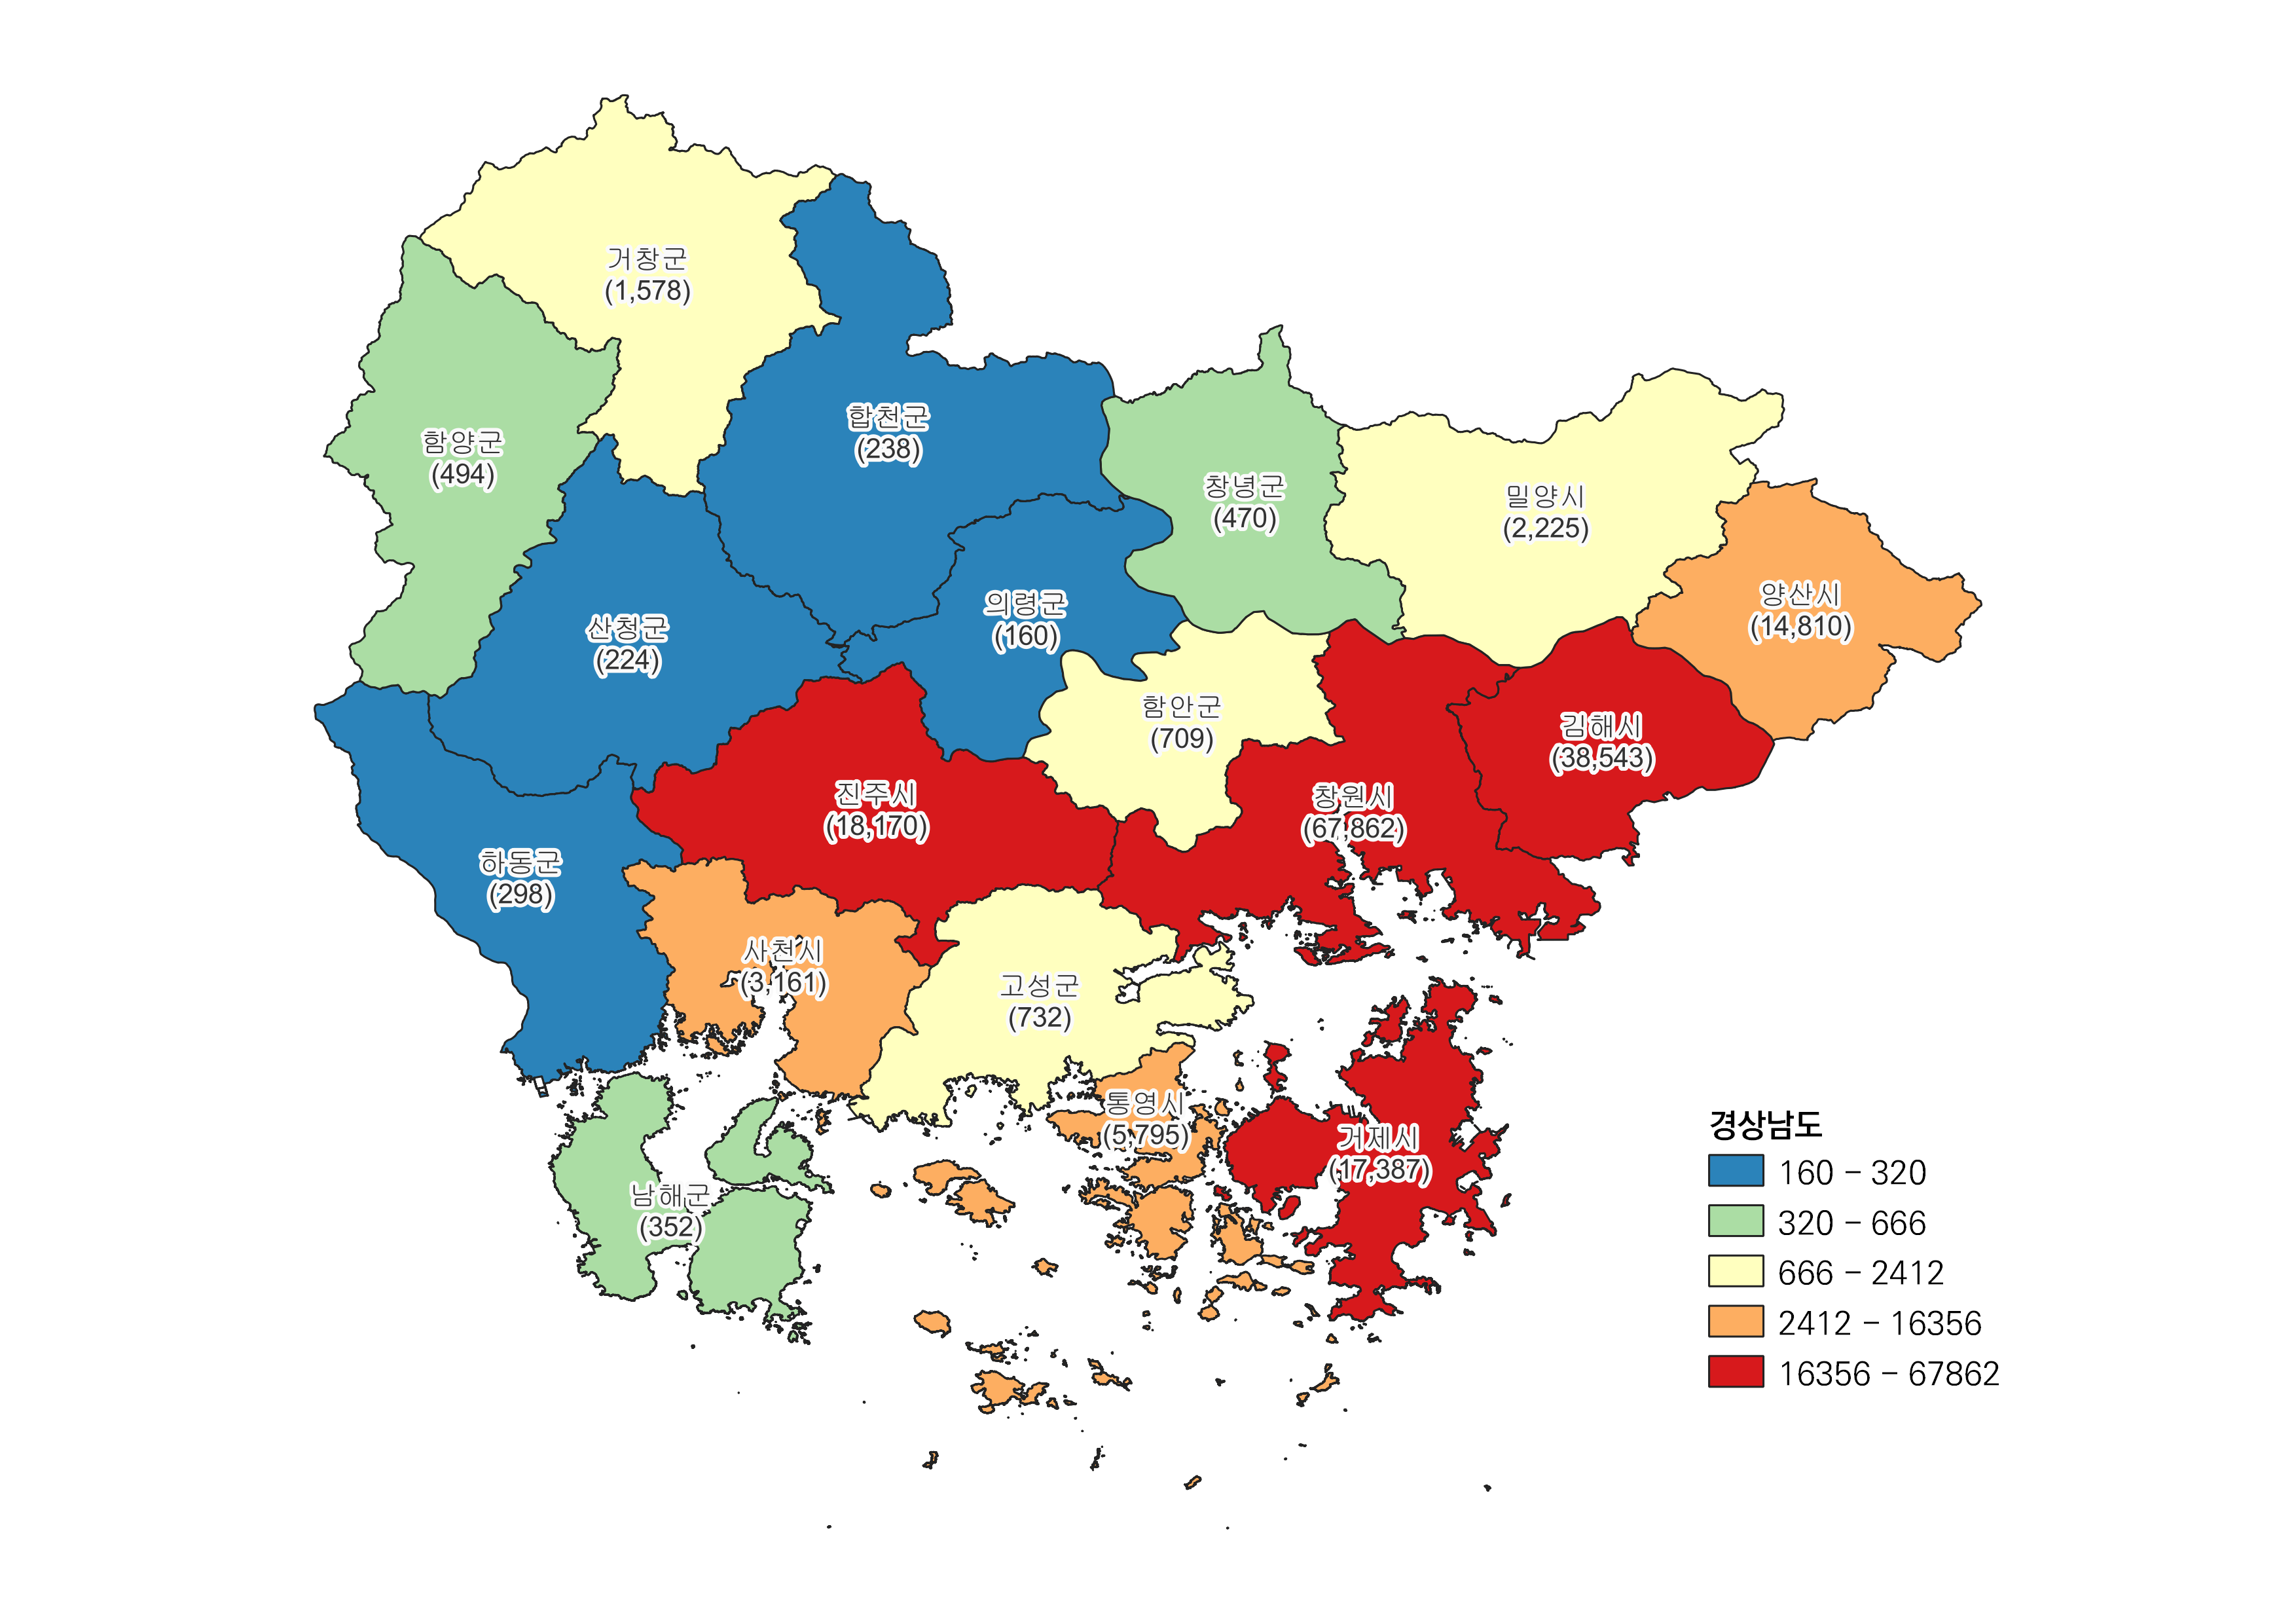 거창군
(1,578)
합천군
(238)
함양군
(494)
창녕군
(470)
밀양시
(2,225)
양산시
(14,810)
의령군
(160)
산청군
(224)
함안군
(709)
김해시
(38,543)
진주시
(18,170)
창원시
(67,862)
하동군
(298)
사천시
(3,161)
고성군
(732)
통영시
(5,795)
거제시
(17,387)
남해군
(352)
경상남도
160 – 320
320 – 666
666 – 2412
2412 – 16356
16356 – 67862